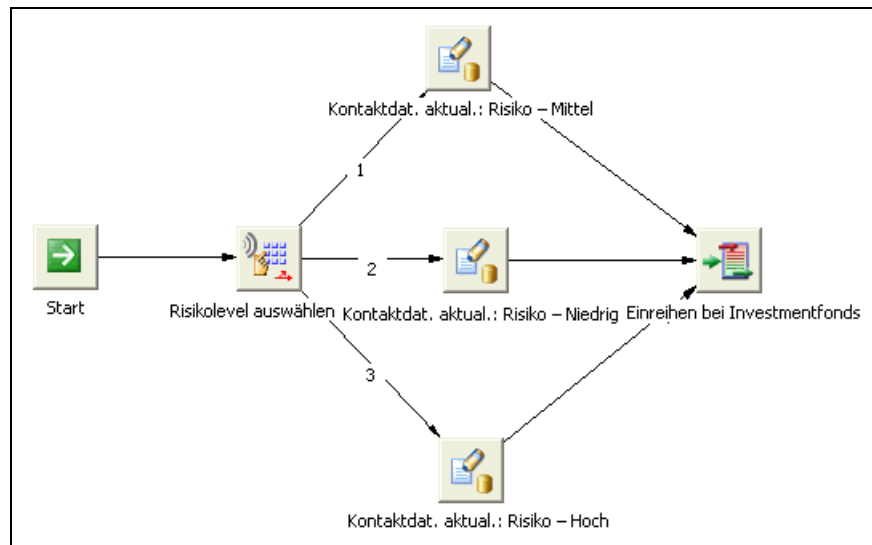 Kontaktdat. aktual.: Risiko – Mittel
1
Start
Risikolevel auswählen
2
Kontaktdat. aktual.: Risiko – Niedrig
Einreihen bei Investmentfonds
3
Kontaktdat. aktual.: Risiko – Hoch